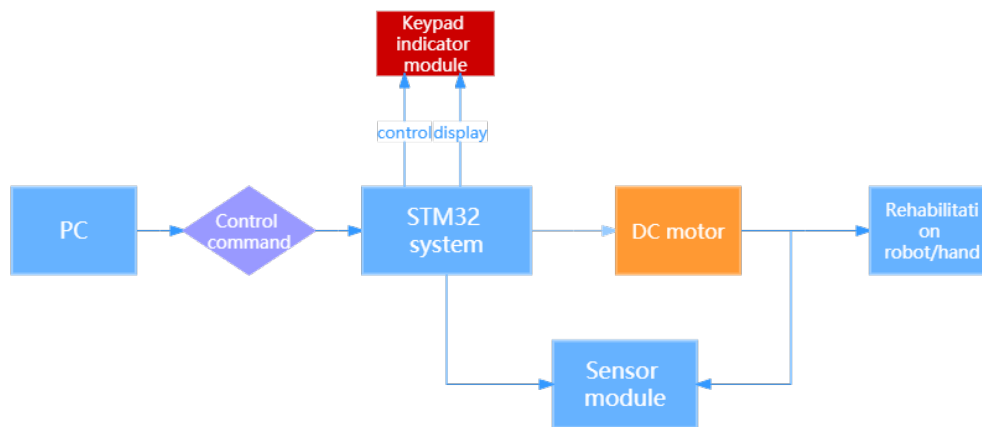 Keypad
indicator
module
control
display
PC
Control
command
STM32
system
DC motor
Rehabilitati
on
robot/hand
Sensor
module